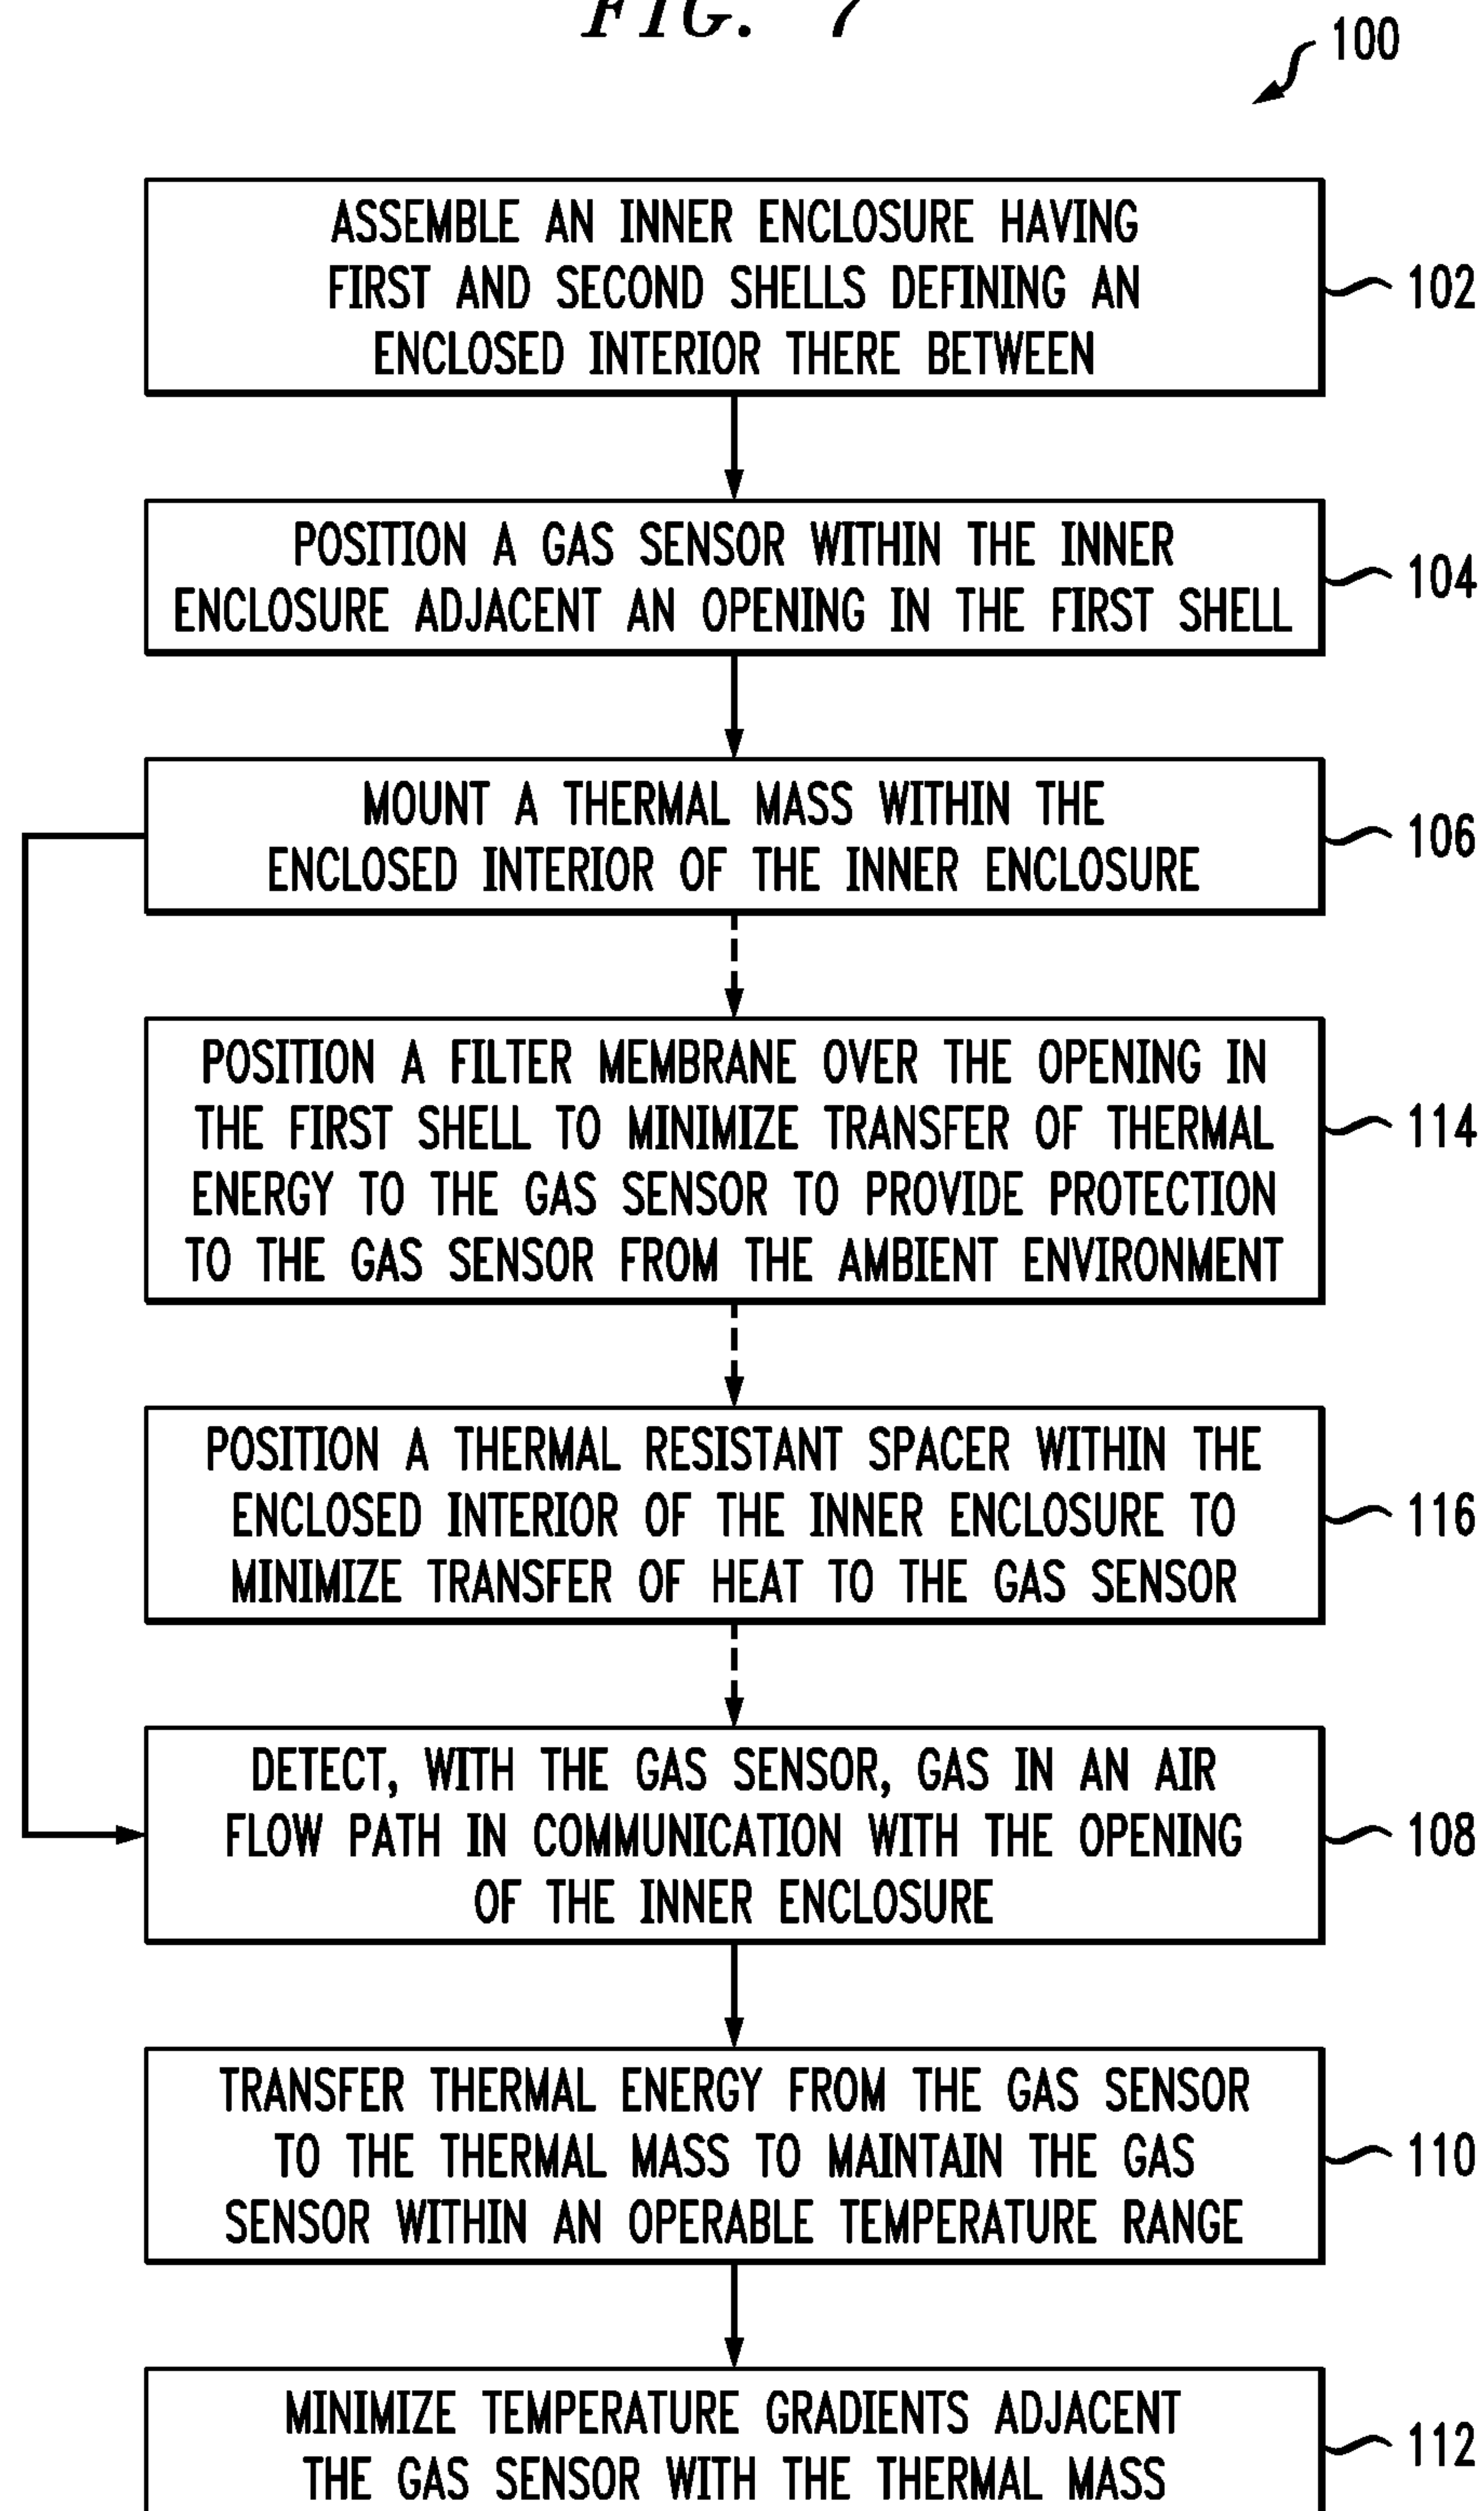 FIG. 7
100
ASSEMBLE AN INNER ENCLOSURE HAVING
FIRST AND SECOND SHELLS DEFINING AN
ENCLOSED INTERIOR THERE BETWEEN
102
POSITION A GAS SENSOR WITHIN THE INNER
ENCLOSURE ADJACENT AN OPENING IN THE FIRST SHELL
104
MOUNT A THERMAL MASS WITHIN THE
ENCLOSED INTERIOR OF THE INNER ENCLOSURE
106
POSITION A FILTER MEMBRANE OVER THE OPENING IN
THE FIRST SHELL TO MINIMIZE TRANSFER OF THERMAL
ENERGY TO THE GAS SENSOR TO PROVIDE PROTECTION
TO THE GAS SENSOR FROM THE AMBIENT ENVIRONMENT
114
POSITION A THERMAL RESISTANT SPACER WITHIN THE
ENCLOSED INTERIOR OF THE INNER ENCLOSURE TO
MINIMIZE TRANSFER OF HEAT TO THE GAS SENSOR
116
DETECT, WITH THE GAS SENSOR, GAS IN AN AIR
FLOW PATH IN COMMUNICATION WITH THE OPENING
OF THE INNER ENCLOSURE
108
TRANSFER THERMAL ENERGY FROM THE GAS SENSOR
TO THE THERMAL MASS TO MAINTAIN THE GAS
SENSOR WITHIN AN OPERABLE TEMPERATURE RANGE
110
MINIMIZE TEMPERATURE GRADIENTS ADJACENT
THE GAS SENSOR WITH THE THERMAL MASS
112